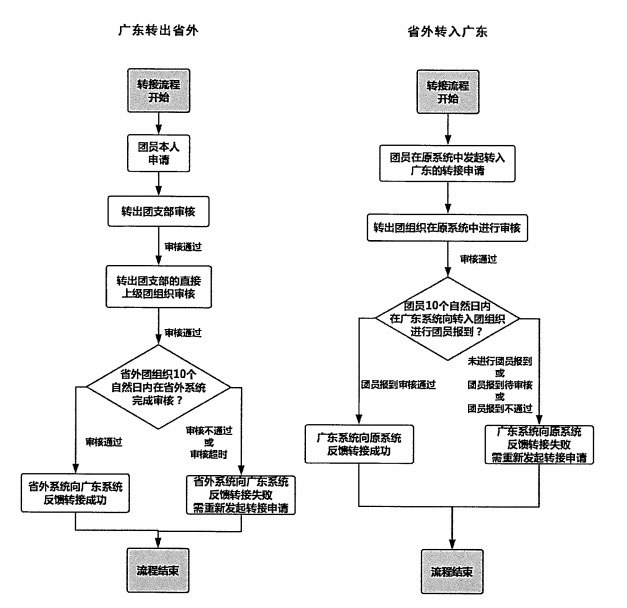 广东转出省外
转接流程
开始
团员本人
申请
转出团支部审核
审核通过
转出团支部的直接
上级团组织审核
审核通过
省外团组织10个
自然日内在省外系统
完成审核？
审核通过
审核不通过
或
审核超时
省外系统向广东系统
反馈转接成功
省外系统向广东系统
反馈转接失败
需重新发起转接申请
流程结束
省外转入广东
转接流程
开始
团员在原系统中发起转入
广东的转接申请
转出团组织在原系统中进行审核
审核通过
团员10个自然日内
在广东系统向转入团组织
进行团员报到？
团员报到审核通过
未进行团员报到
或
团员报到待审核
或
团员报到不通过
广东系统向原系统
反馈转接成功
广东系统向原系统
反馈转接失败
需重新发起转接申请
流程结束